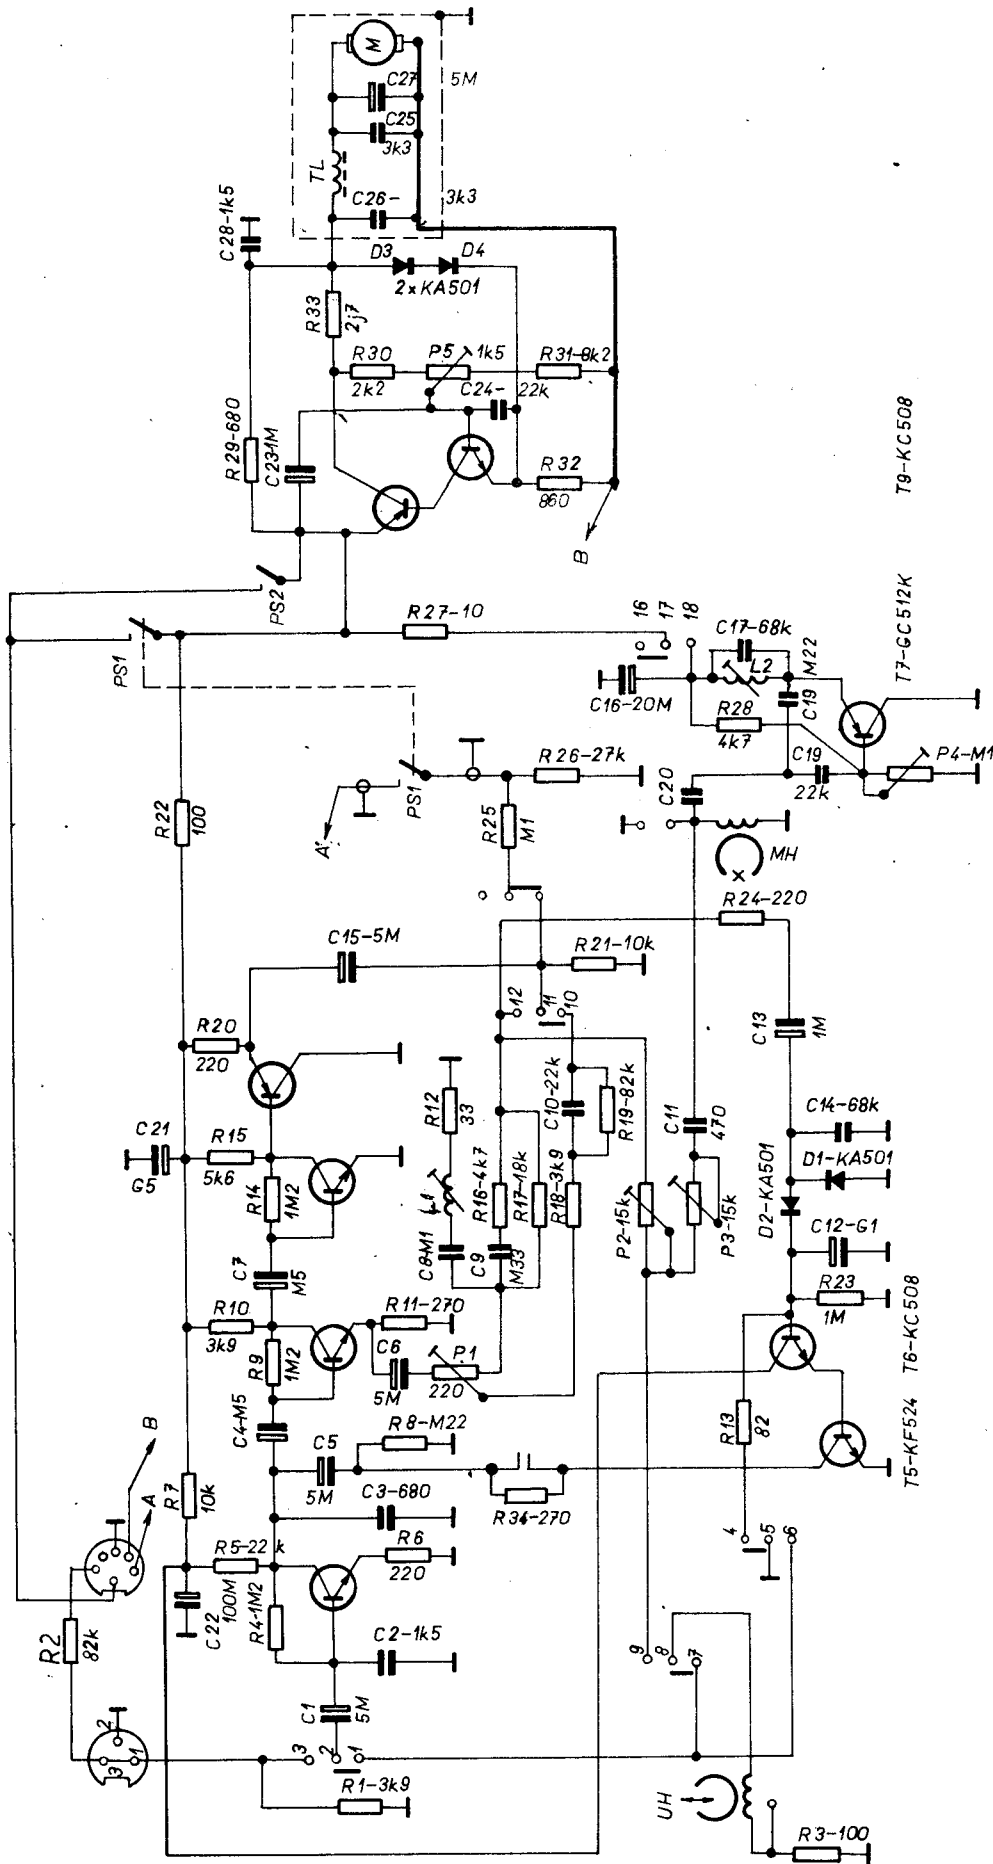 M
C27
5M
C25
3k3
TL
C26-
3k3
C28-1k5
D3
D4
2xKA501
R33
2j7
R30
2k2
P5
1k5
R31-8k2
C24-
22k
R29-680
C231M
R32
860
B
T9-KC508
PS2
PS1
R27-10
16
17
18
C17-68k
L2
M22
C16-20M
R28
4k7
C19
T7-GC512K
C19
22k
P4-M1
PS1
R26-27k
C20
A
R25
M1
MH
X
R22
100
R24-220
C15-5M
R21-10k
12
11
10
C13
1M
R20
220
R12
33
C10-22k
R19-82k
C11
470
C14-68k
D1-KA501
C21
G5
R15
5k6
R14
1M2
R16-4k7
R17-18k
R18-3k9
P2-15k
P3-15k
D2-KA501
C8-M1
C9
M33
C12-G1
C7
M5
R10
3k9
R9
1M2
R11-270
C6
5M
P1
220
R23
1M
T6-KC508
C4-M5
C5
5M
R8-M22
R13
82
T5-KF524
B
A
R7
10k
C3-680
R34-270
R5-22k
R6
220
4
5
6
C22
100M
R4-1M2
C2-1k5
R2
82k
9
8
7
C1
5M
2
3
1
3
2
1
R1-3k9
UH
R3-100